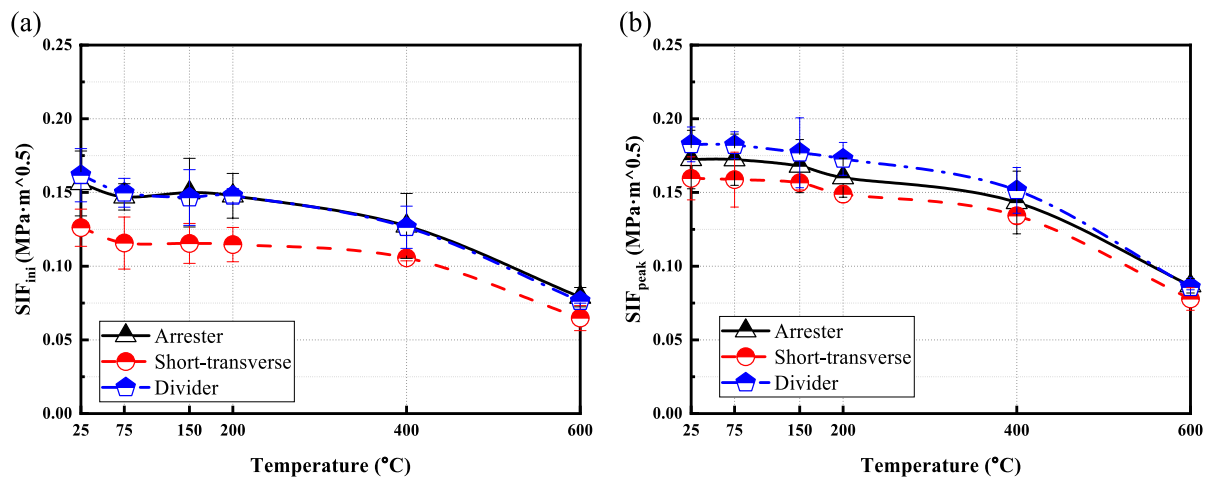 (a)
0.25
0.20
0.15
0.10
0.05
0.00
SIF_ini (MPa·m^0.5)
Arrester
Short-transverse
Divider
25 75 150 200 400 600
Temperature (°C)
(b)
0.25
0.20
0.15
0.10
0.05
0.00
SIF_peak (MPa·m^0.5)
Arrester
Short-transverse
Divider
25 75 150 200 400 600
Temperature (°C)